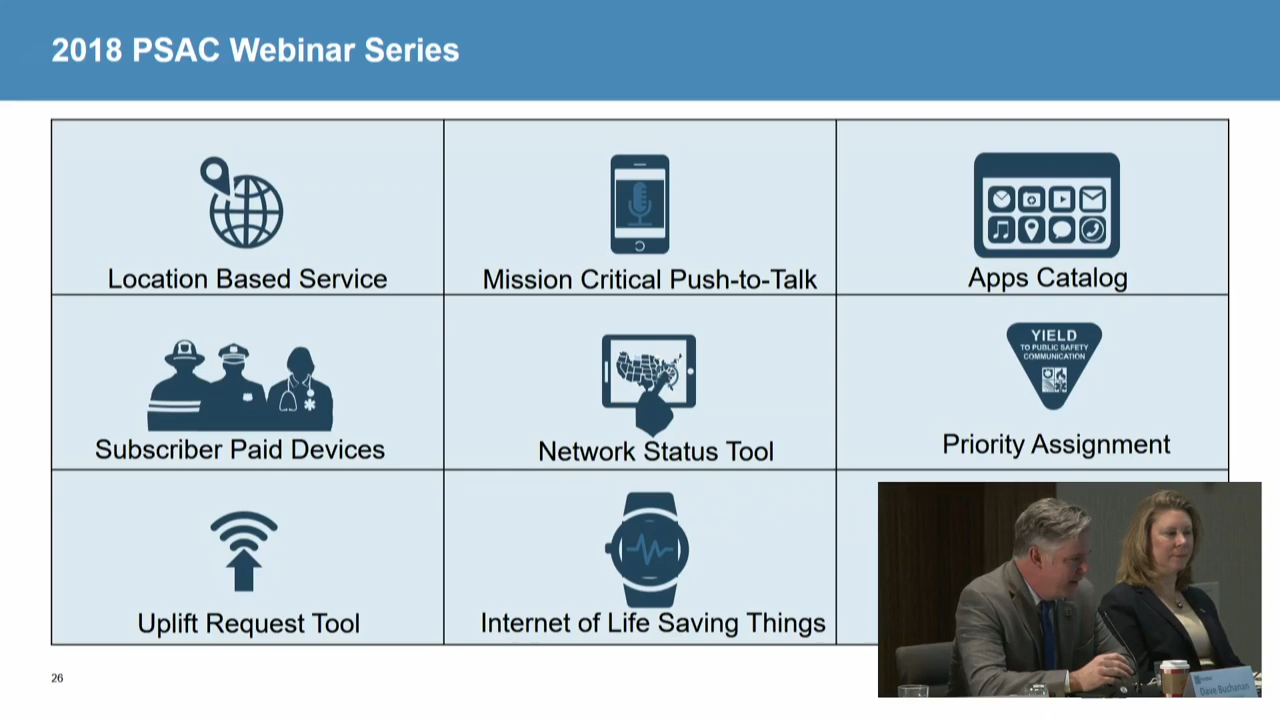 2018 PSAC Webinar Series
Location Based Service
Mission Critical Push-to-Talk
Apps Catalog
YIELD
TO PUBLIC SAFETY
COMMUNICATION
Subscriber Paid Devices
Network Status Tool
Priority Assignment
Uplift Request Tool
Internet of Life Saving Things
Dave Buchanan
26